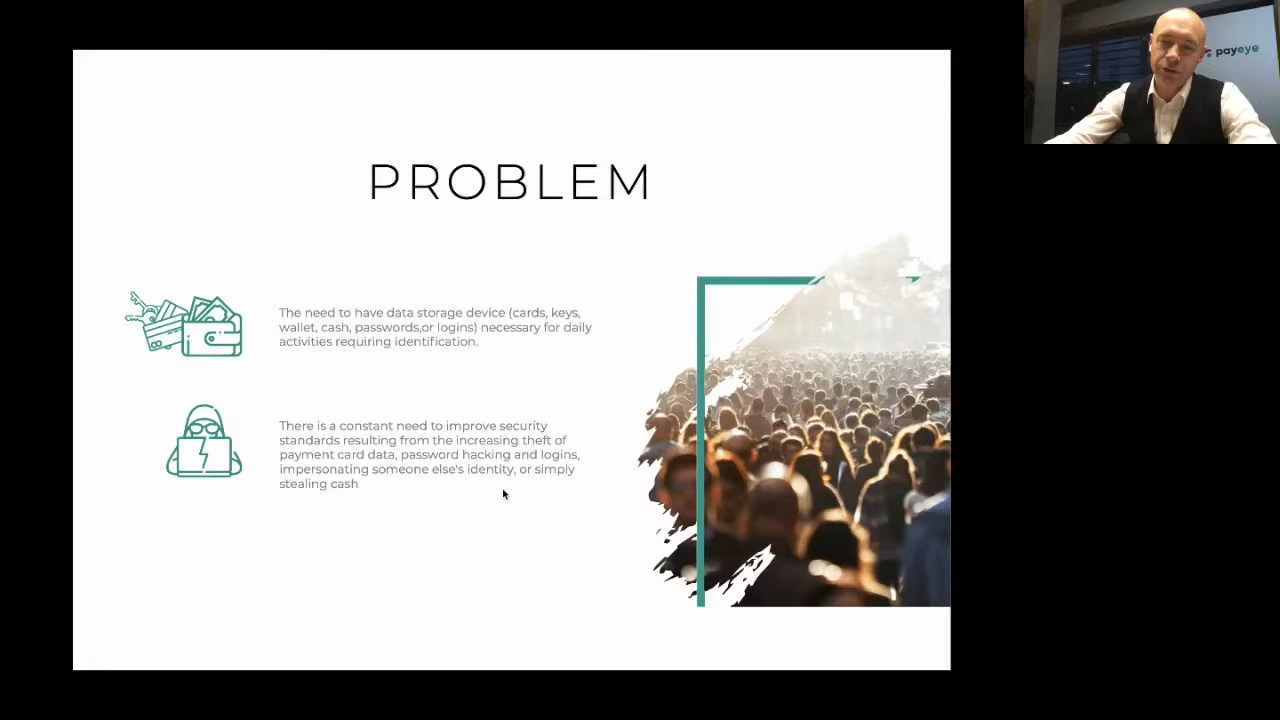 payeye
PROBLEM
The need to have data storage device (cards, keys,
wallet, cash, passwords,or logins) necessary for daily
activities requiring identification.
There is a constant need to improve security
standards resulting from the increasing theft of
payment card data, password hacking and logins,
impersonating someone else's identity, or simply
stealing cash